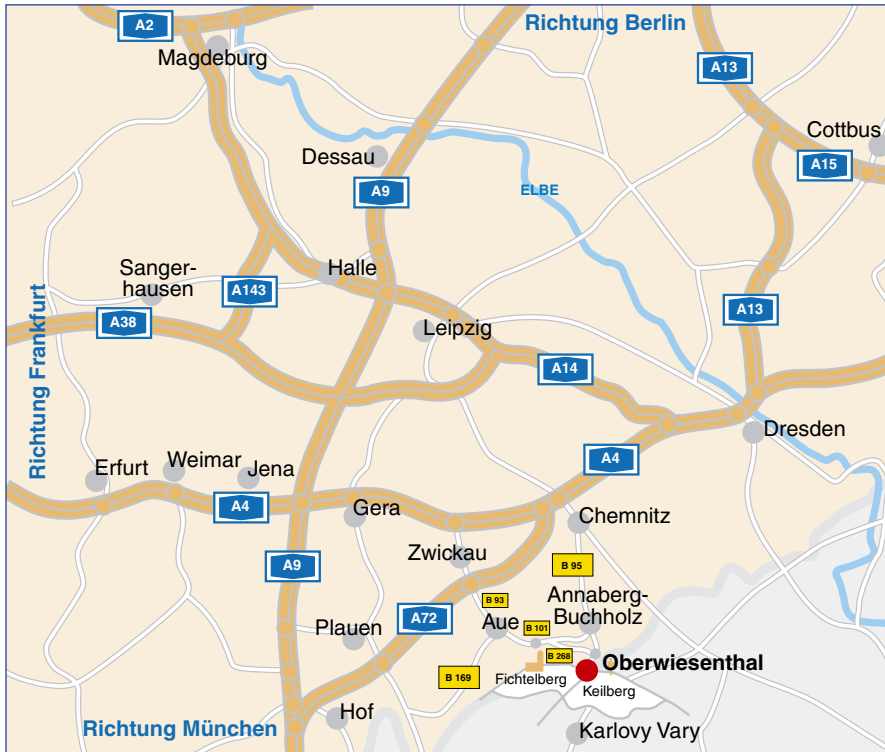 A2
Richtung Berlin
A13
Magdeburg
Cottbus
Dessau
A15
A9
ELBE
Sanger-
hausen
Halle
A143
A38
A13
Leipzig
Richtung Frankfurt
A14
Dresden
Erfurt
Weimar
Jena
A4
A4
Gera
Chemnitz
Zwickau
A9
B 95
B 93
Annaberg-
Buchholz
A72
Aue
B 101
Plauen
B 268
Oberwiesenthal
B 169
Fichtelberg
Keilberg
Hof
Richtung München
Karlovy Vary